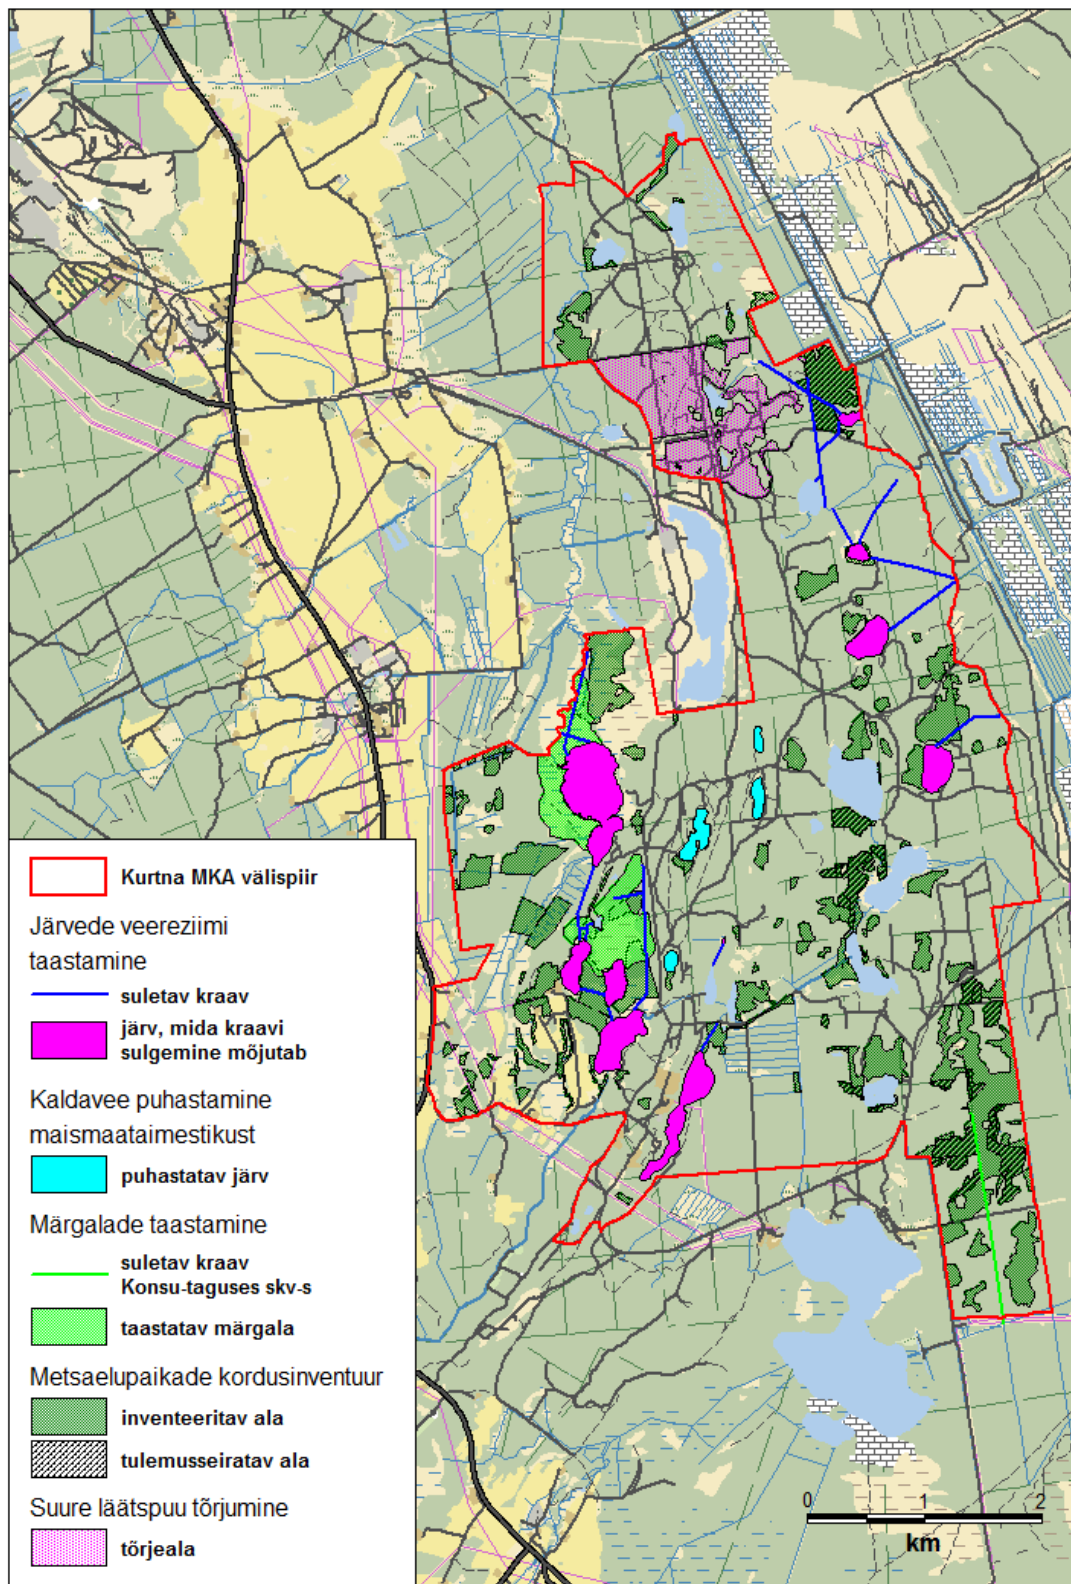 Kurtna MKA välispiir
Järvede veerežiimi
taastamine
suletav kraav
järv, mida kraavi
sulgemine mõjutab
Kaldavee puhastamine
maismaataimestikust
puhastatav järv
Märgalade taastamine
suletav kraav
Konsu-taguses skv-s
taastatav märgala
Metsaelupaikade kordusinventuur
inventeeritav ala
tulemusseiratav ala
Suure läätspuu tõrjumine
tõrjeala
0 1 2
km